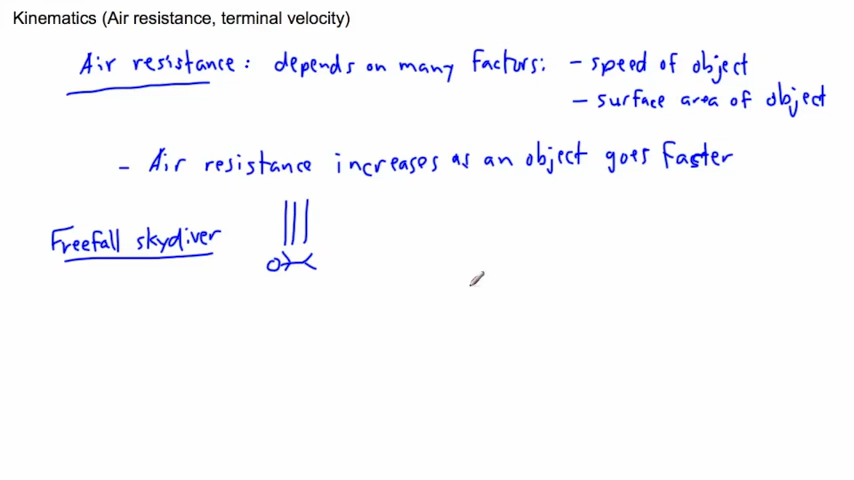 Kinematics (Air resistance, terminal velocity)
Air resistance: depends on many factors: - speed of object
- surface area of object
- Air resistance increases as an object goes faster
Freefall skydiver